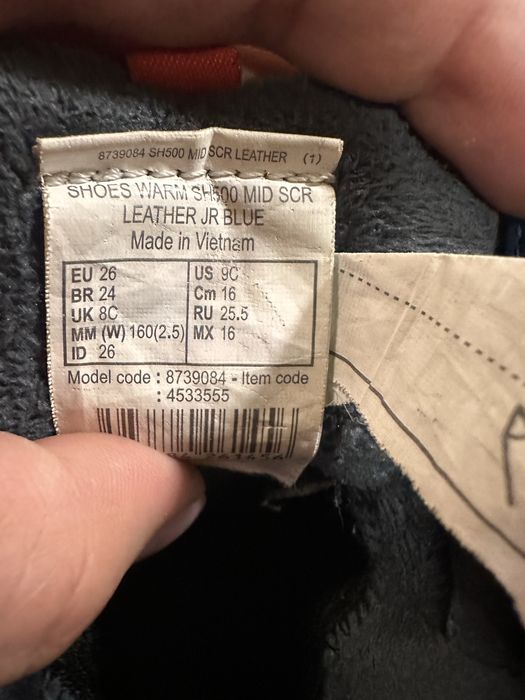 8739084 SH500 MID SCR LEATHER (1)
SHOES WARM SH500 MID SCR
LEATHER JR BLUE
Made in Vietnam
EU 26 US 9C
BR 24 Cm 16
UK 8C RU 25.5
MM (W) 160(2.5) MX 16
ID 26
Model code : 8739084 - Item code
: 4533555